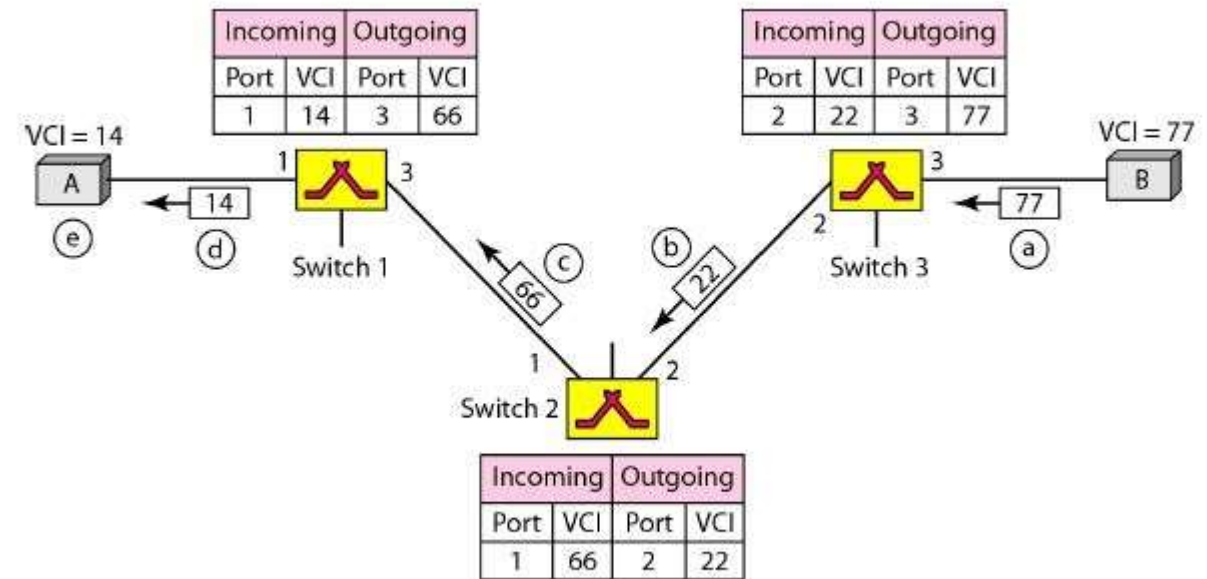 Incoming Outgoing
Port VCI Port VCI
1 14 3 66
Incoming Outgoing
Port VCI Port VCI
2 22 3 77
VCI = 14
A
e
14
d
1
3
Switch 1
66
c
b
22
2
3
Switch 3
77
a
VCI = 77
B
1
2
Switch 2
Incoming Outgoing
Port VCI Port VCI
1 66 2 22